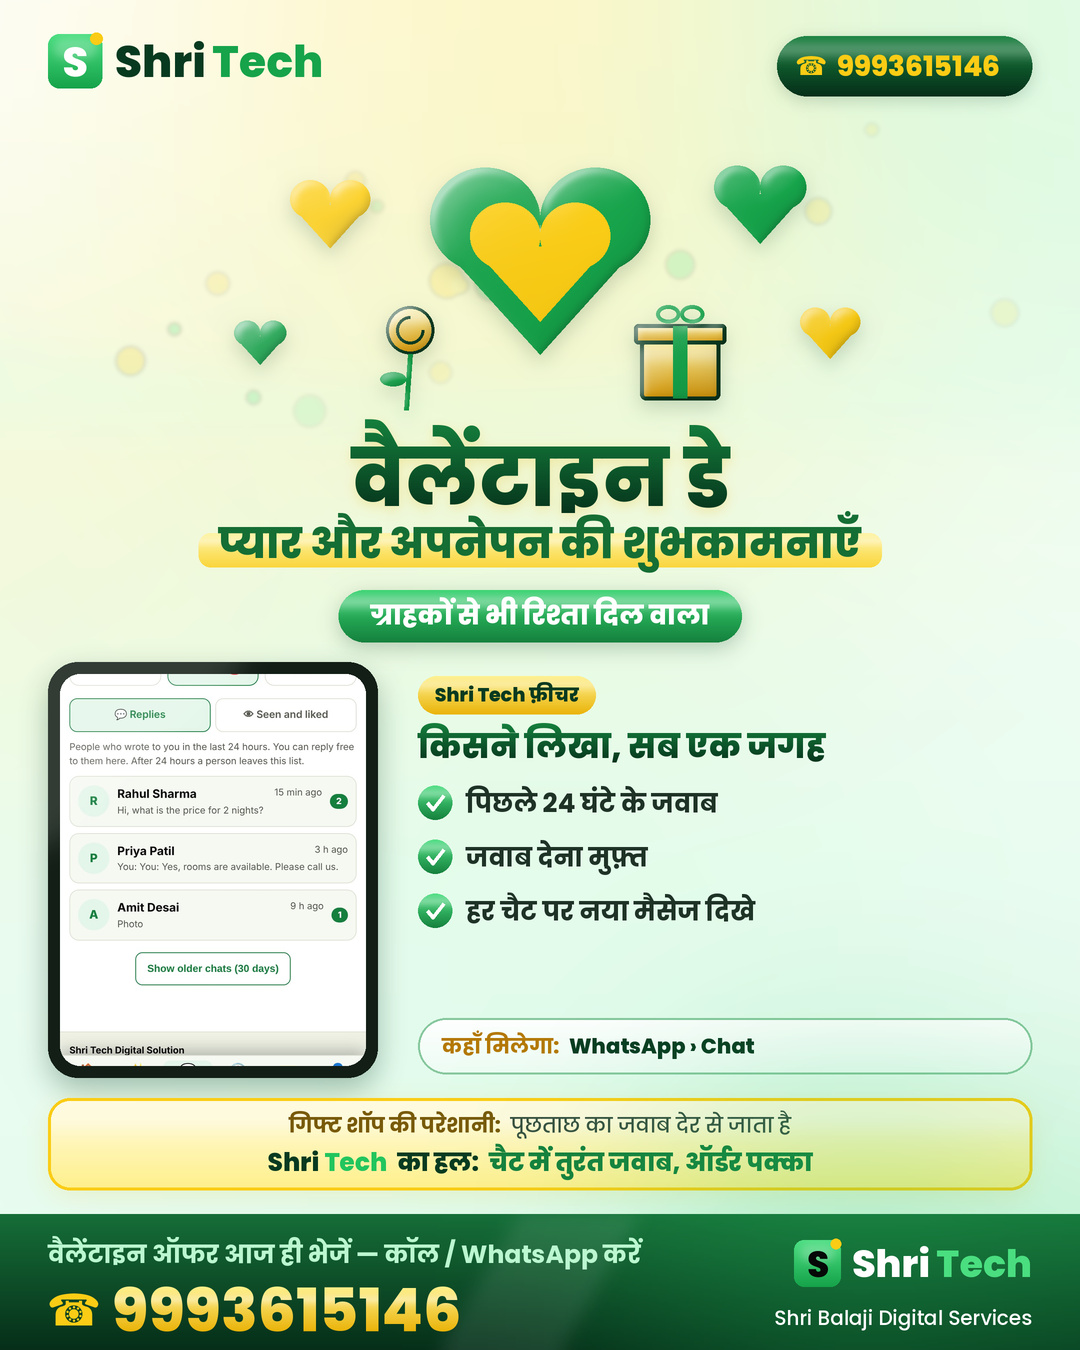 S Shri Tech
☎ 9993615146
वैलेंटाइन डे
प्यार और अपनेपन की शुभकामनाएँ
ग्राहकों से भी रिश्ता दिल वाला
💬 Replies
👁 Seen and liked
People who wrote to you in the last 24 hours. You can reply free
to them here. After 24 hours a person leaves this list.
R Rahul Sharma 15 min ago 2
Hi, what is the price for 2 nights?
P Priya Patil 3 h ago
You: You: Yes, rooms are available. Please call us.
A Amit Desai 9 h ago 1
Photo
Show older chats (30 days)
Shri Tech Digital Solution
Shri Tech फ़ीचर
किसने लिखा, सब एक जगह
पिछले 24 घंटे के जवाब
जवाब देना मुफ़्त
हर चैट पर नया मैसेज दिखे
कहाँ मिलेगा: WhatsApp › Chat
गिफ्ट शॉप की परेशानी: पूछताछ का जवाब देर से जाता है
Shri Tech का हल: चैट में तुरंत जवाब, ऑर्डर पक्का
वैलेंटाइन ऑफर आज ही भेजें — कॉल / WhatsApp करें
☎ 9993615146
S Shri Tech
Shri Balaji Digital Services